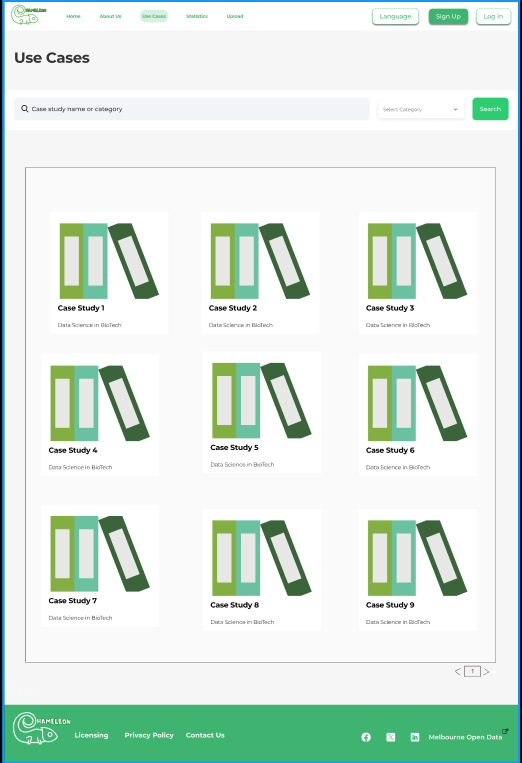 HAMELEON
Home About Us Use Cases Statistics Upload Language Sign Up Log In
Use Cases
Case study name or category Select Category Search
Case Study 1 Case Study 2 Case Study 3
Data Science in BioTech Data Science in BioTech Data Science in BioTech
Case Study 4 Case Study 5 Case Study 6
Data Science in BioTech Data Science in BioTech Data Science in BioTech
Case Study 7 Case Study 8 Case Study 9
Data Science in BioTech Data Science in BioTech Data Science in BioTech
< 1 >
HAMELEON
Licensing Privacy Policy Contact Us Melbourne Open Data